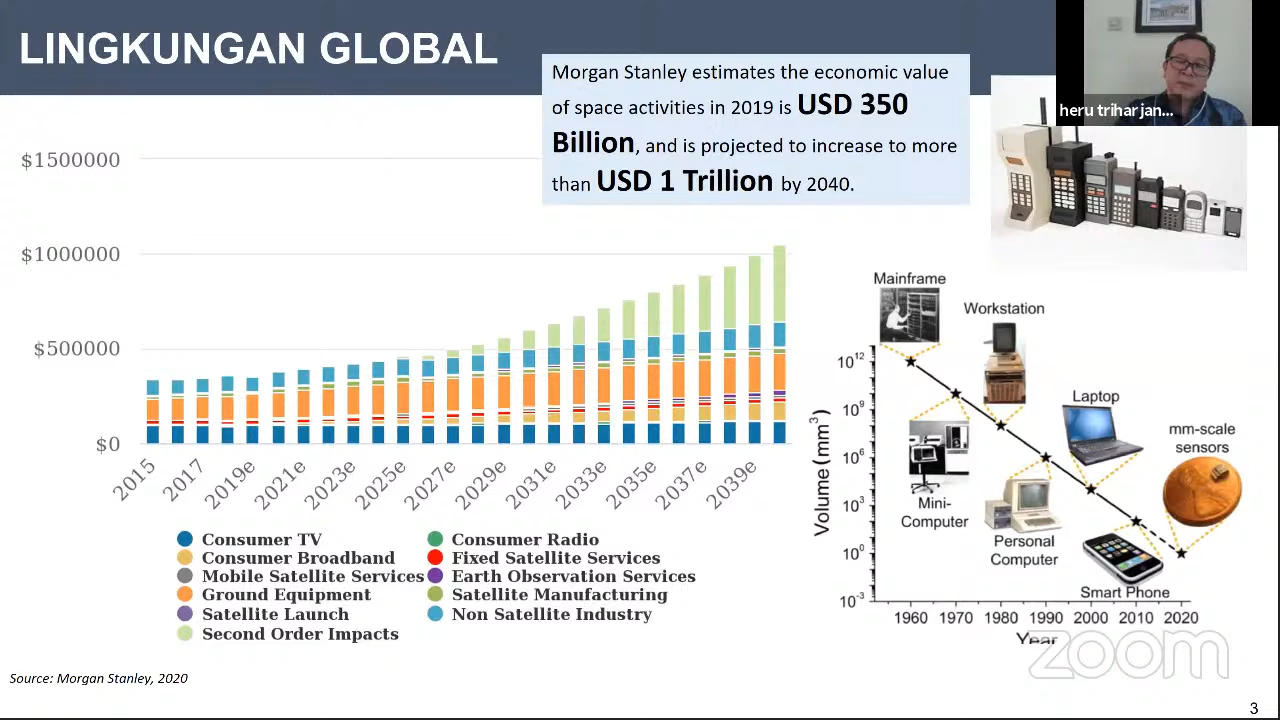 LINGKUNGAN GLOBAL
Morgan Stanley estimates the economic value
of space activities in 2019 is USD 350
Billion, and is projected to increase to more
than USD 1 Trillion by 2040.
heru triharjan...
$1500000
$1000000
$500000
$0
2015
2017
2019e
2021e
2023e
2025e
2027e
2029e
2031e
2033e
2035e
2037e
2039e
Consumer TV
Consumer Radio
Consumer Broadband
Fixed Satellite Services
Mobile Satellite Services
Earth Observation Services
Ground Equipment
Satellite Manufacturing
Satellite Launch
Non Satellite Industry
Second Order Impacts
Mainframe
Workstation
Laptop
mm-scale
sensors
Mini-
Computer
Personal
Computer
Smart Phone
Volume (mm³)
10¹²
10⁹
10⁶
10³
10⁰
10⁻³
1960 1970 1980 1990 2000 2010 2020
Year
zoom
Source: Morgan Stanley, 2020
3